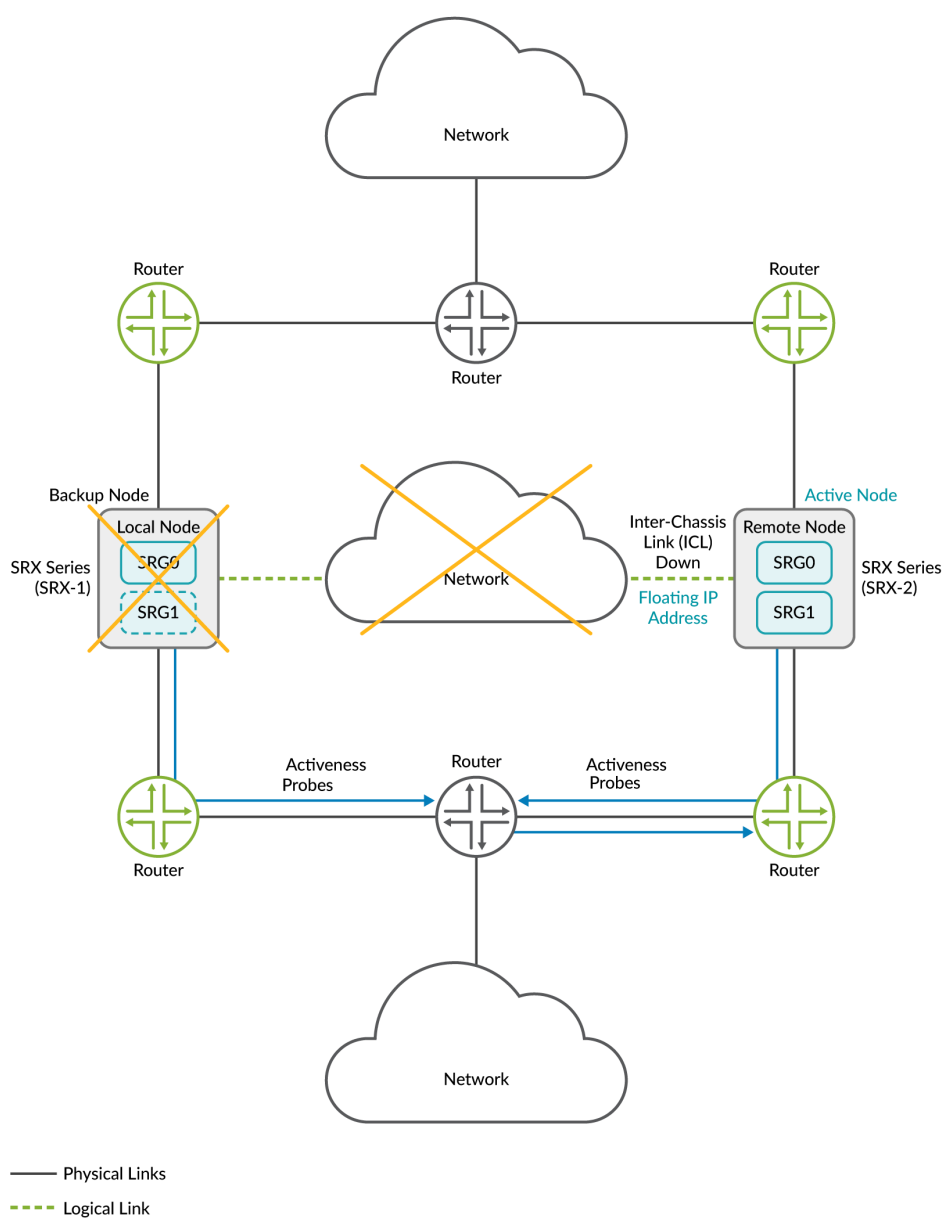 Network
Router
Router
Router
Backup Node
Active Node
Local Node
SRG0
SRG1
SRX Series
(SRX-1)
Network
Inter-Chassis
Link (ICL)
Down
Floating IP
Address
Remote Node
SRG0
SRG1
SRX Series
(SRX-2)
Activeness
Probes
Router
Activeness
Probes
Router
Router
Network
Physical Links
Logical Link